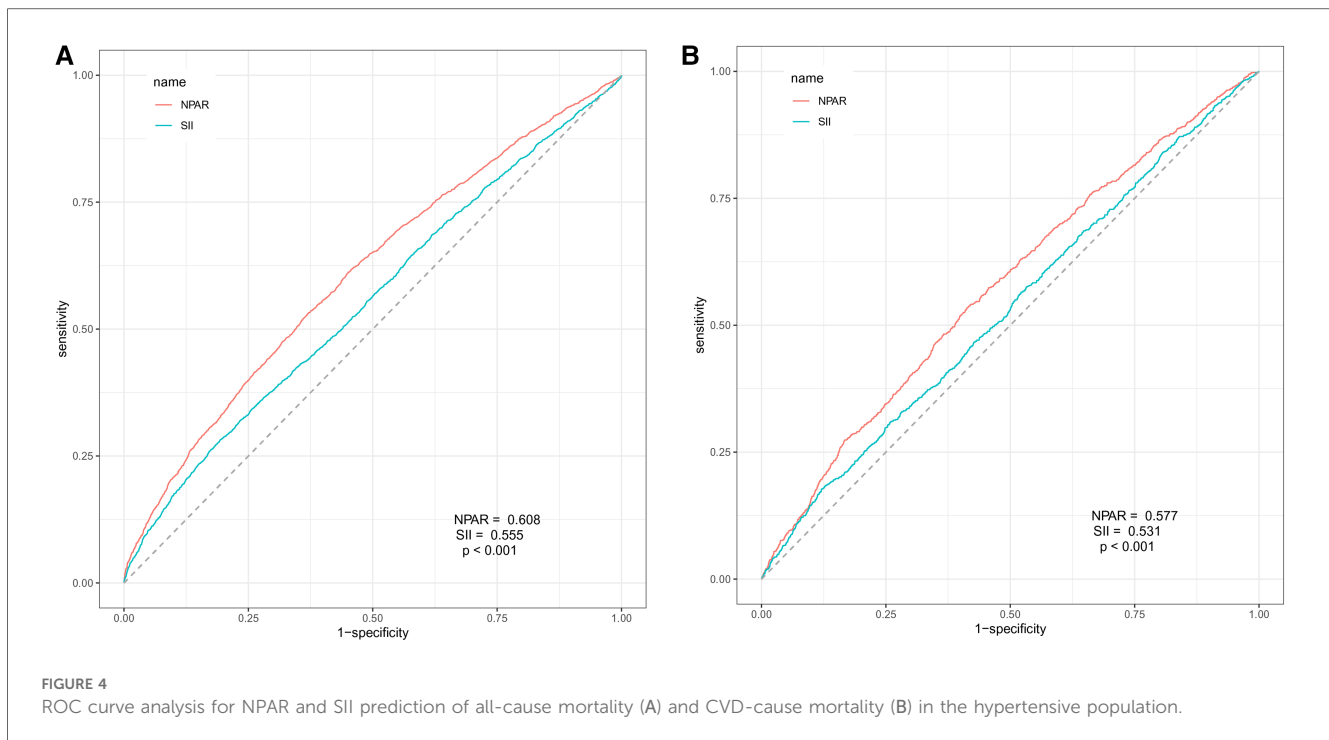 A
name
NPAR
SII
1.00
0.75
0.50
0.25
0.00
sensitivity
NPAR = 0.608
SII = 0.555
p < 0.001
0.00 0.25 0.50 0.75 1.00
1−specificity
B
name
NPAR
SII
1.00
0.75
0.50
0.25
0.00
sensitivity
NPAR = 0.577
SII = 0.531
p < 0.001
0.00 0.25 0.50 0.75 1.00
1−specificity
FIGURE 4
ROC curve analysis for NPAR and SII prediction of all-cause mortality (A) and CVD-cause mortality (B) in the hypertensive population.